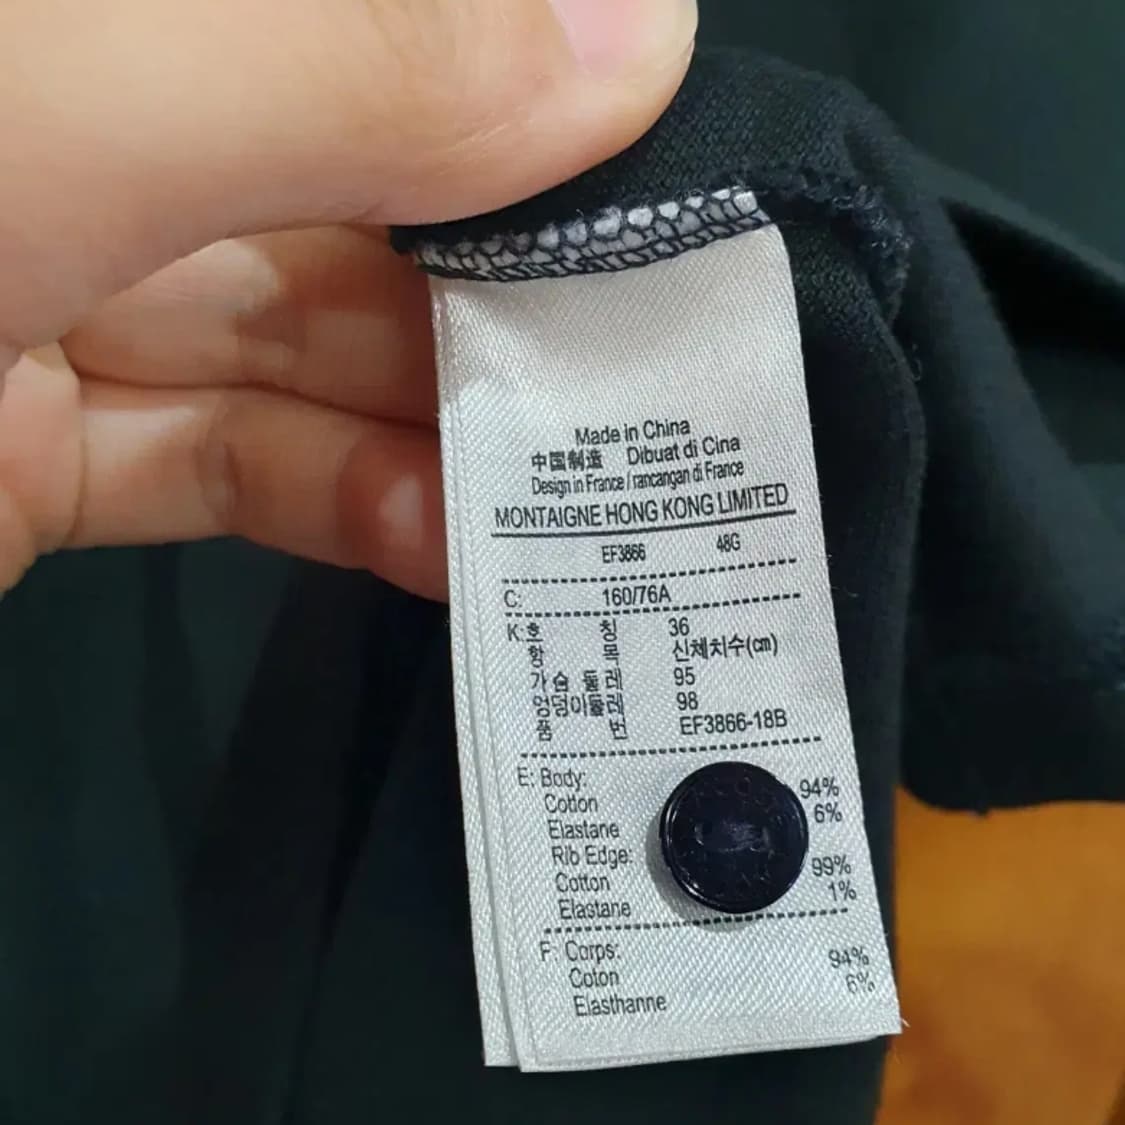 Made in China
中国制造 Dibuat di Cina
Design in France / rancangan di France
MONTAIGNE HONG KONG LIMITED
EF3866 48G
C: 160/76A
K: 호 칭 36
항 목 신체치수(㎝)
가슴 둘레 95
엉덩이둘레 98
품 번 EF3866-18B
E: Body:
Cotton 94%
Elastane 6%
Rib Edge:
Cotton 99%
Elastane 1%
F: Corps:
Coton 94%
Elasthanne 6%